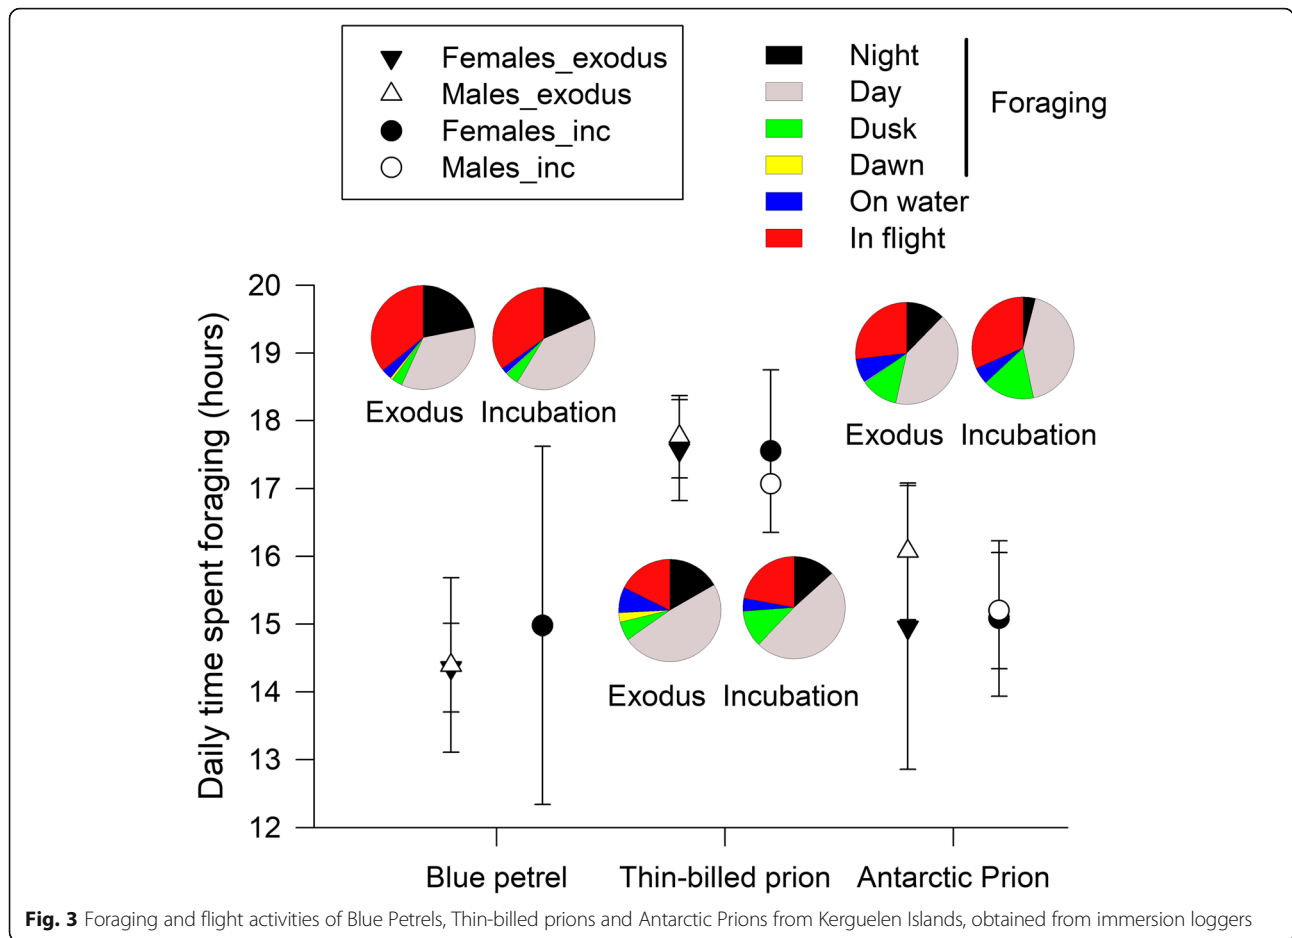 Females_exodus
Males_exodus
Females_inc
Males_inc
Night
Day
Dusk
Dawn
On water
In flight
Foraging
Daily time spent foraging (hours)
20
19
18
17
16
15
14
13
12
Exodus Incubation
Exodus Incubation
Exodus Incubation
Blue petrel Thin-billed prion Antarctic Prion
Fig. 3 Foraging and flight activities of Blue Petrels, Thin-billed prions and Antarctic Prions from Kerguelen Islands, obtained from immersion loggers